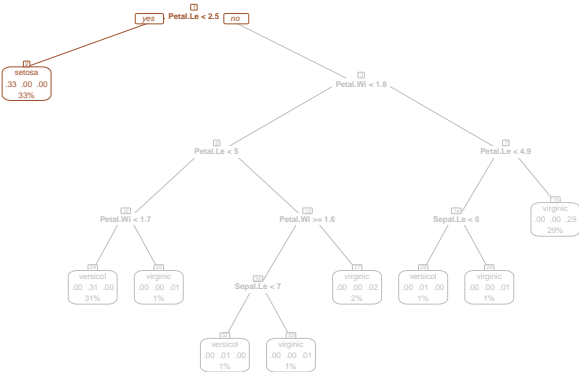 1
yes Petal.Le < 2.5 no
2
setosa
.33 .00 .00
33%
3
Petal.Wi < 1.8
6
Petal.Le < 5
7
Petal.Le < 4.9
12
Petal.Wi < 1.7
13
Petal.Wi >= 1.6
14
Sepal.Le < 6
15
virginic
.00 .00 .29
29%
24
versicol
.00 .31 .00
31%
25
virginic
.00 .00 .01
1%
26
Sepal.Le < 7
27
virginic
.00 .00 .02
2%
28
versicol
.00 .01 .00
1%
29
virginic
.00 .00 .01
1%
52
versicol
.00 .01 .00
1%
53
virginic
.00 .00 .01
1%